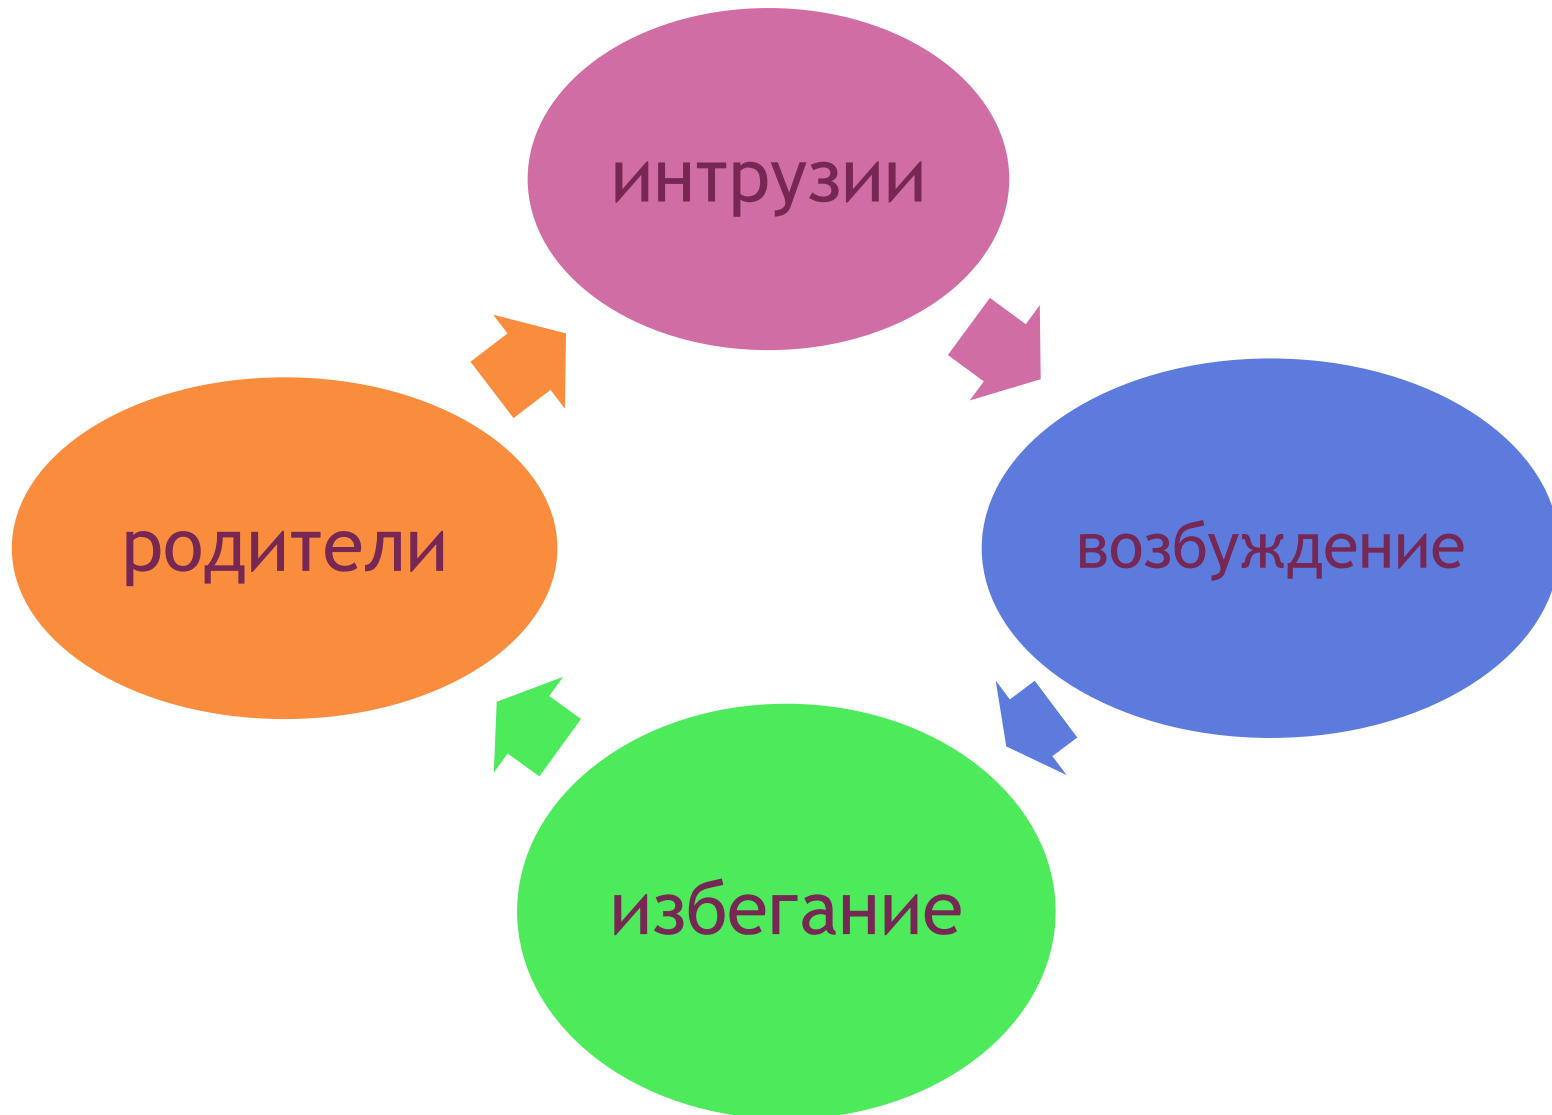 интрузии
возбуждение
избегание
родители